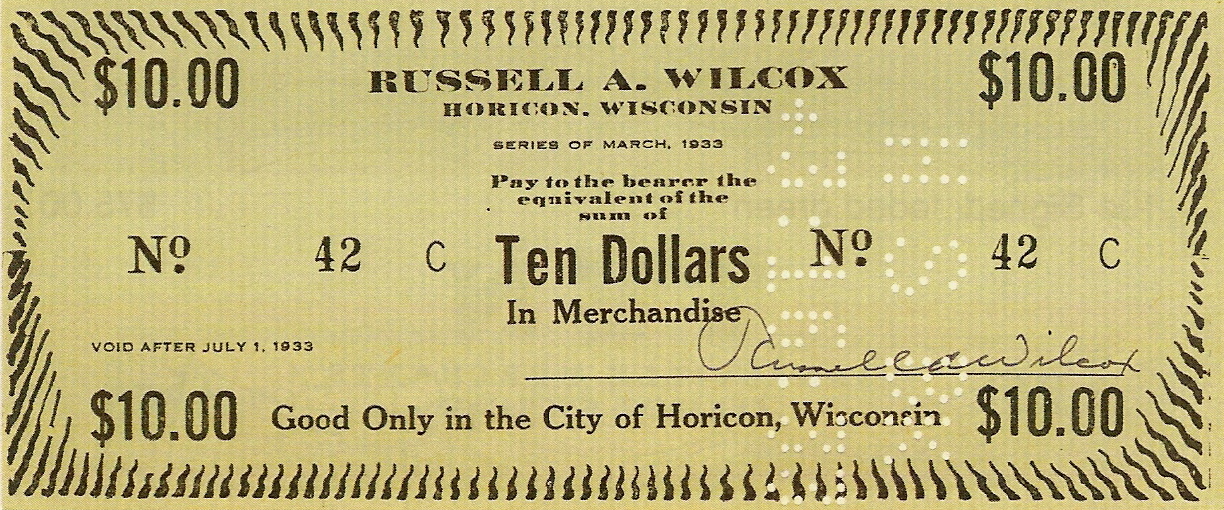 $10.00 RUSSELL A. WILCOX $10.00
HORICON, WISCONSIN
SERIES OF MARCH, 1933
Pay to the bearer the
equivalent of the
sum of
Nº 42 C Ten Dollars Nº 42 C
In Merchandise
VOID AFTER JULY 1, 1933
Russell A Wilcox
$10.00 Good Only in the City of Horicon, Wisconsin $10.00